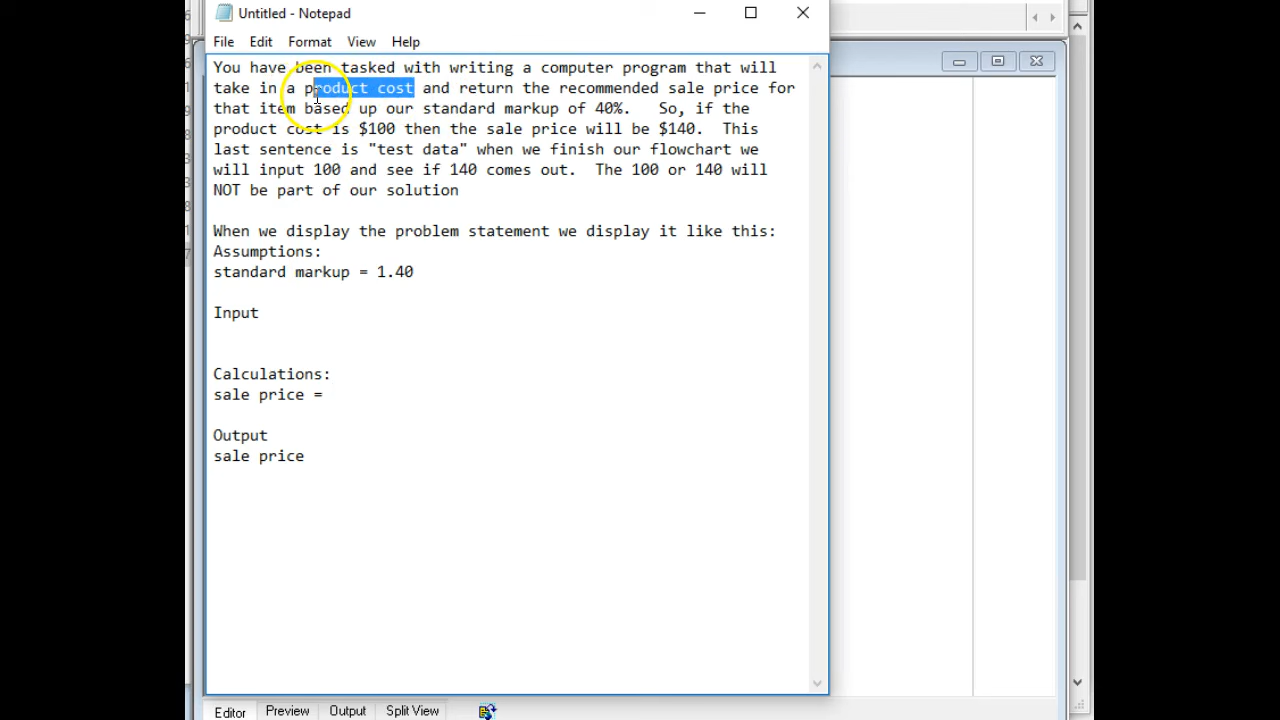 Untitled - Notepad
File Edit Format View Help
You have been tasked with writing a computer program that will
take in a product cost and return the recommended sale price for
that item based up our standard markup of 40%.   So, if the
product cost is $100 then the sale price will be $140.  This
last sentence is "test data" when we finish our flowchart we
will input 100 and see if 140 comes out.  The 100 or 140 will
NOT be part of our solution
When we display the problem statement we display it like this:
Assumptions:
standard markup = 1.40
Input
Calculations:
sale price =
Output
sale price
Editor Preview Output Split View